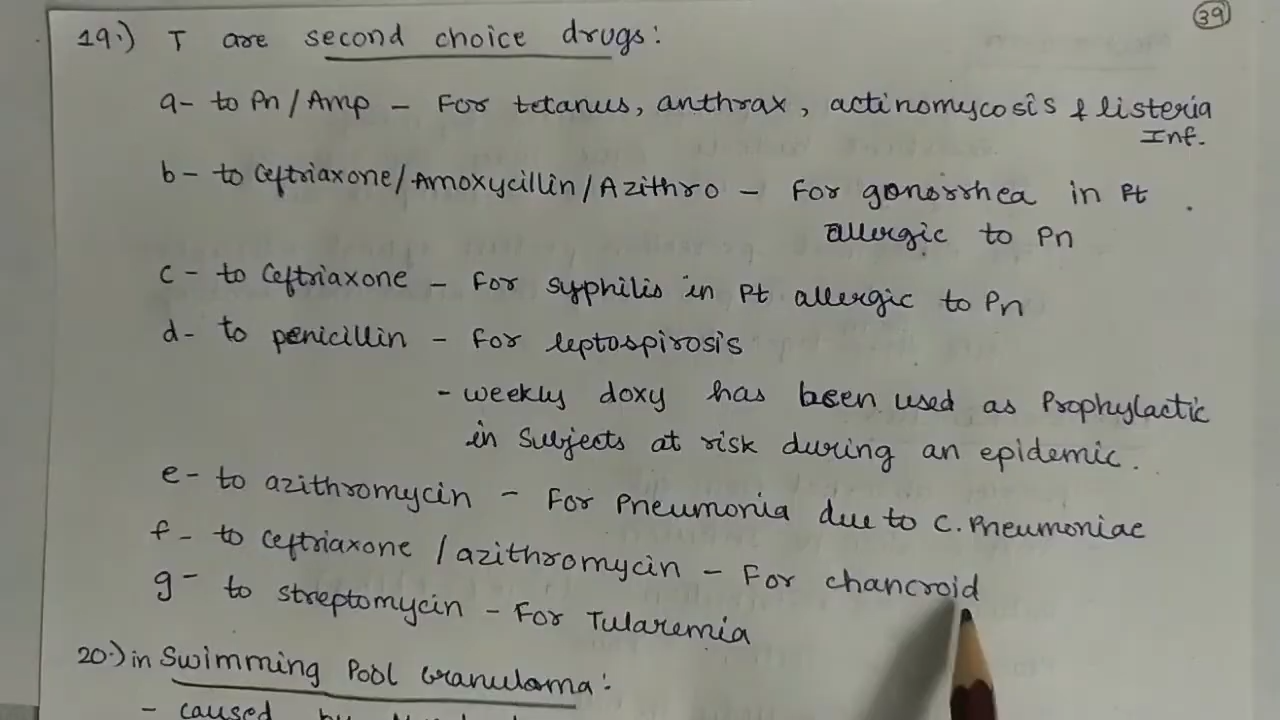 39
19.) T are second choice drugs:
a- to Pn/Amp - For tetanus, anthrax, actinomycosis & listeria
Inf.
b- to Ceftriaxone/Amoxycillin/Azithro - For gonorrhea in Pt
allergic to Pn
c- to Ceftriaxone - For syphilis in Pt allergic to Pn
d- to penicillin - For leptospirosis
- weekly doxy has been used as Prophylactic
in Subjects at risk during an epidemic.
e- to azithromycin - For Pneumonia due to C. Pneumoniae
f- to Ceftriaxone /azithromycin - For chancroid
g- to streptomycin - For Tularemia
20.) in Swimming Pool Granuloma:
- caused by